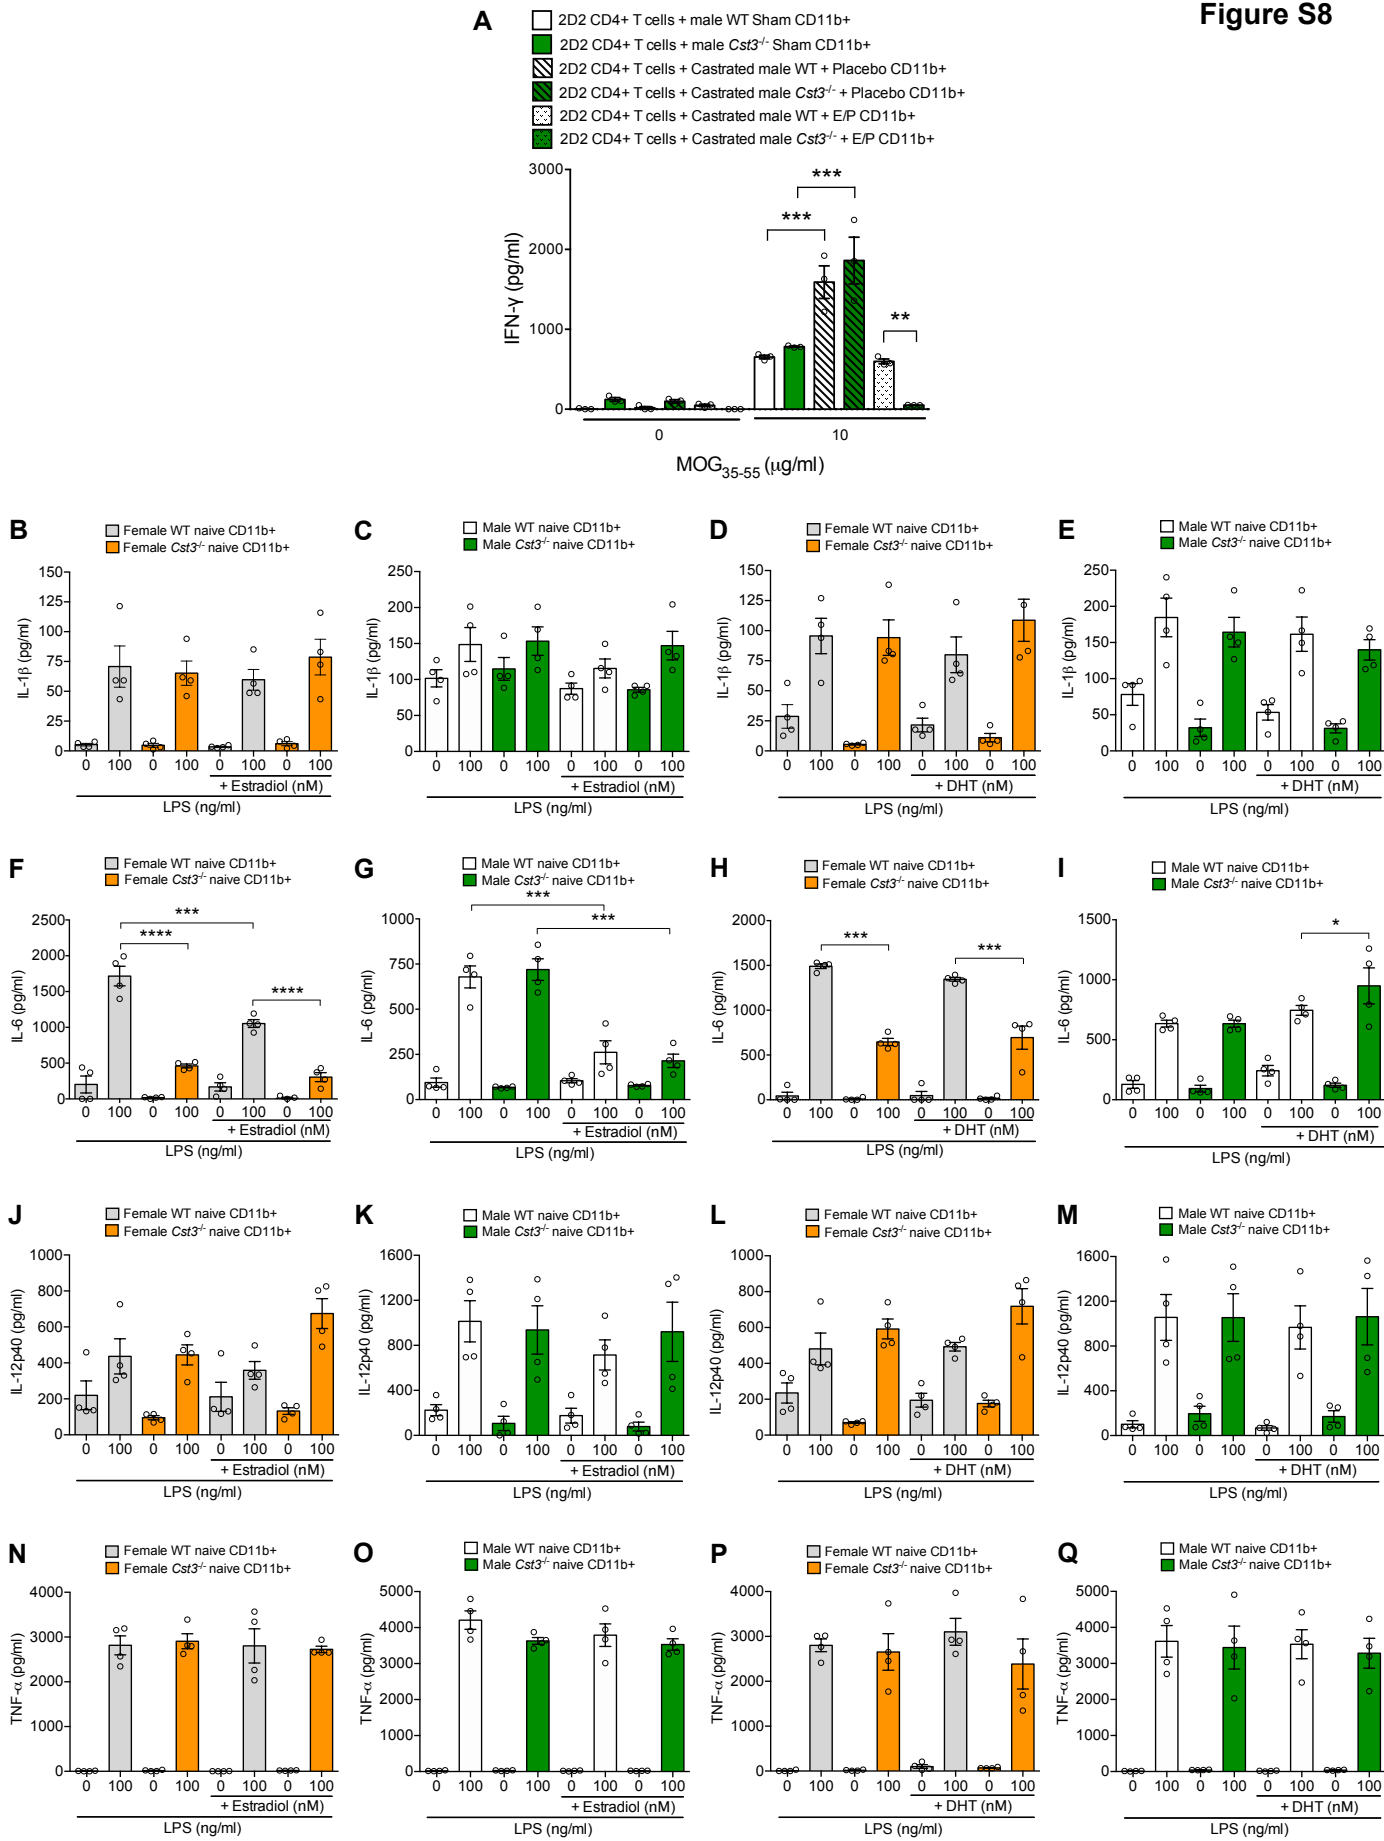 Figure S8
A
2D2 CD4+ T cells + male WT Sham CD11b+
2D2 CD4+ T cells + male Cst3-/- Sham CD11b+
2D2 CD4+ T cells + Castrated male WT + Placebo CD11b+
2D2 CD4+ T cells + Castrated male Cst3-/- + Placebo CD11b+
2D2 CD4+ T cells + Castrated male WT + E/P CD11b+
2D2 CD4+ T cells + Castrated male Cst3-/- + E/P CD11b+
IFN-γ (pg/ml)
3000
2000
1000
0
***
***
**
0 10
MOG35-55 (μg/ml)
B
Female WT naive CD11b+
Female Cst3-/- naive CD11b+
IL-1β (pg/ml)
150
125
100
75
50
25
0
0 100 0 100 0 100 0 100
+ Estradiol (nM)
LPS (ng/ml)
C
Male WT naive CD11b+
Male Cst3-/- naive CD11b+
IL-1β (pg/ml)
250
200
150
100
50
0
0 100 0 100 0 100 0 100
+ Estradiol (nM)
LPS (ng/ml)
D
Female WT naive CD11b+
Female Cst3-/- naive CD11b+
IL-1β (pg/ml)
150
125
100
75
50
25
0
0 100 0 100 0 100 0 100
+ DHT (nM)
LPS (ng/ml)
E
Male WT naive CD11b+
Male Cst3-/- naive CD11b+
IL-1β (pg/ml)
250
200
150
100
50
0
0 100 0 100 0 100 0 100
+ DHT (nM)
LPS (ng/ml)
F
Female WT naive CD11b+
Female Cst3-/- naive CD11b+
IL-6 (pg/ml)
2500
2000
1500
1000
500
0
***
****
****
0 100 0 100 0 100 0 100
+ Estradiol (nM)
LPS (ng/ml)
G
Male WT naive CD11b+
Male Cst3-/- naive CD11b+
IL-6 (pg/ml)
1000
750
500
250
0
***
***
0 100 0 100 0 100 0 100
+ Estradiol (nM)
LPS (ng/ml)
H
Female WT naive CD11b+
Female Cst3-/- naive CD11b+
IL-6 (pg/ml)
2000
1500
1000
500
0
***
***
0 100 0 100 0 100 0 100
+ DHT (nM)
LPS (ng/ml)
I
Male WT naive CD11b+
Male Cst3-/- naive CD11b+
IL-6 (pg/ml)
1500
1000
500
0
*
0 100 0 100 0 100 0 100
+ DHT (nM)
LPS (ng/ml)
J
Female WT naive CD11b+
Female Cst3-/- naive CD11b+
IL-12p40 (pg/ml)
1000
800
600
400
200
0
0 100 0 100 0 100 0 100
+ Estradiol (nM)
LPS (ng/ml)
K
Male WT naive CD11b+
Male Cst3-/- naive CD11b+
IL-12p40 (pg/ml)
1600
1200
800
400
0
0 100 0 100 0 100 0 100
+ Estradiol (nM)
LPS (ng/ml)
L
Female WT naive CD11b+
Female Cst3-/- naive CD11b+
IL-12p40 (pg/ml)
1000
800
600
400
200
0
0 100 0 100 0 100 0 100
+ DHT (nM)
LPS (ng/ml)
M
Male WT naive CD11b+
Male Cst3-/- naive CD11b+
IL-12p40 (pg/ml)
1600
1200
800
400
0
0 100 0 100 0 100 0 100
+ DHT (nM)
LPS (ng/ml)
N
Female WT naive CD11b+
Female Cst3-/- naive CD11b+
TNF-α (pg/ml)
4000
3000
2000
1000
0
0 100 0 100 0 100 0 100
+ Estradiol (nM)
LPS (ng/ml)
O
Male WT naive CD11b+
Male Cst3-/- naive CD11b+
TNF-α (pg/ml)
5000
4000
3000
2000
1000
0
0 100 0 100 0 100 0 100
+ Estradiol (nM)
LPS (ng/ml)
P
Female WT naive CD11b+
Female Cst3-/- naive CD11b+
TNF-α (pg/ml)
4000
3000
2000
1000
0
0 100 0 100 0 100 0 100
+ DHT (nM)
LPS (ng/ml)
Q
Male WT naive CD11b+
Male Cst3-/- naive CD11b+
TNF-α (pg/ml)
5000
4000
3000
2000
1000
0
0 100 0 100 0 100 0 100
+ DHT (nM)
LPS (ng/ml)